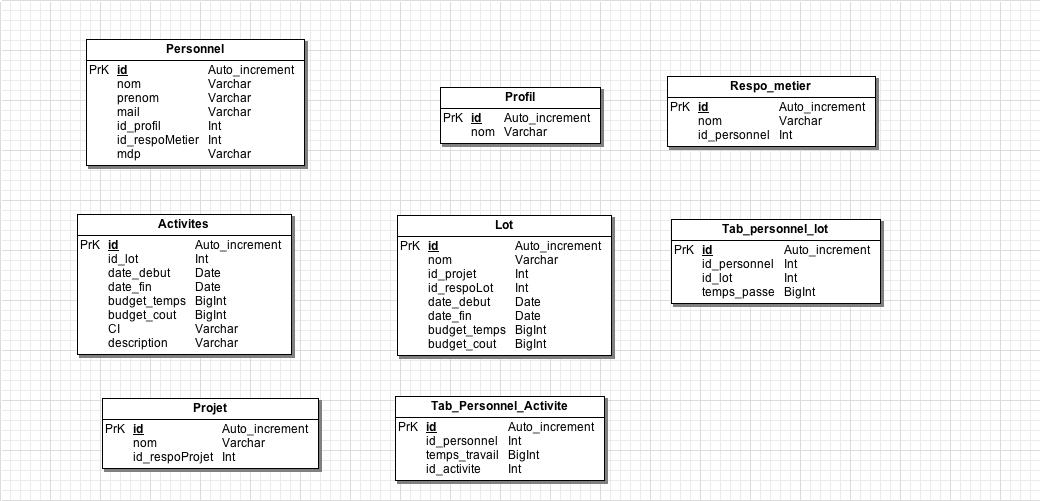 Personnel
PrK id Auto_increment
nom Varchar
prenom Varchar
mail Varchar
id_profil Int
id_respoMetier Int
mdp Varchar
Profil
PrK id Auto_increment
nom Varchar
Respo_metier
PrK id Auto_increment
nom Varchar
id_personnel Int
Activites
PrK id Auto_increment
id_lot Int
date_debut Date
date_fin Date
budget_temps BigInt
budget_cout BigInt
CI Varchar
description Varchar
Lot
PrK id Auto_increment
nom Varchar
id_projet Int
id_respoLot Int
date_debut Date
date_fin Date
budget_temps BigInt
budget_cout BigInt
Tab_personnel_lot
PrK id Auto_increment
id_personnel Int
id_lot Int
temps_passe BigInt
Projet
PrK id Auto_increment
nom Varchar
id_respoProjet Int
Tab_Personnel_Activite
PrK id Auto_increment
id_personnel Int
temps_travail BigInt
id_activite Int